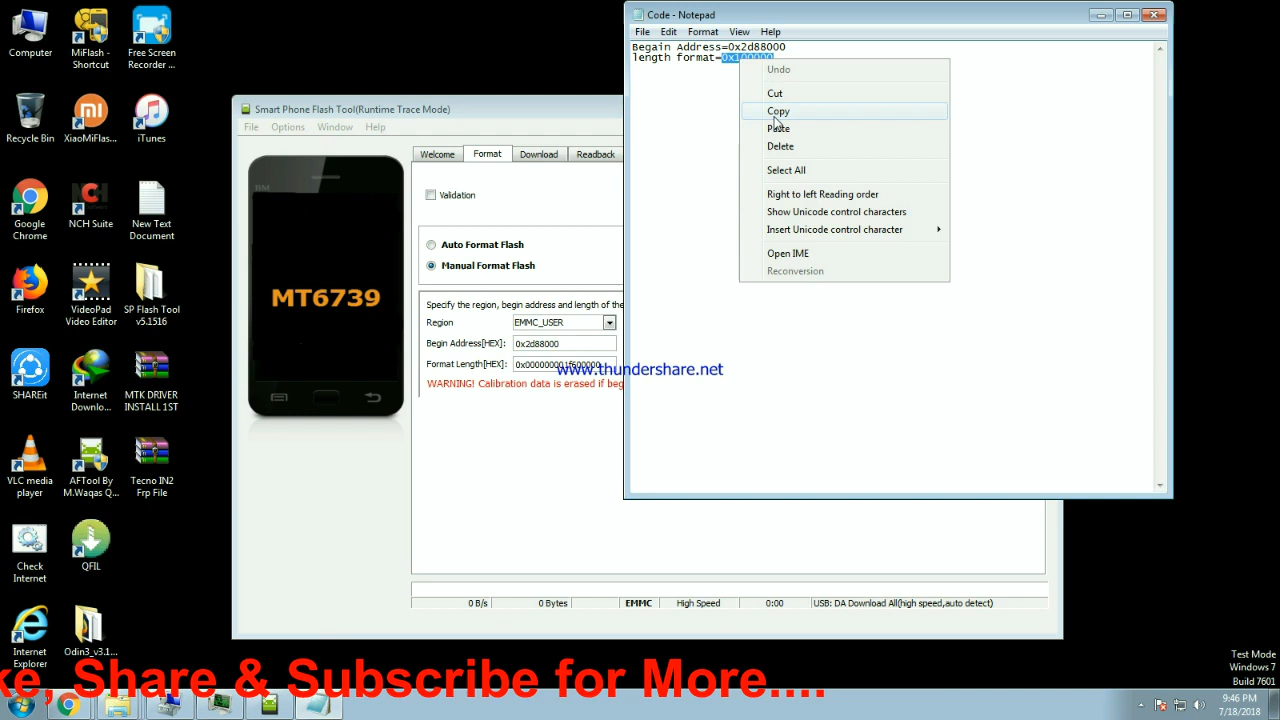 Computer
MiFlash -
Shortcut
Free Screen
Recorder ...
Recycle Bin
XiaoMiFlas...
iTunes
Google
Chrome
NCH Suite
New Text
Document
Firefox
VideoPad
Video Editor
SP Flash Tool
v5.1516
SHAREit
Internet
Downlo...
MTK DRIVER
INSTALL 1ST
VLC media
player
AFTool By
M.Waqas Q...
Tecno IN2
Frp File
Check
Internet
QFIL
Internet
Explorer
Odin3_v3.1...
Smart Phone Flash Tool(Runtime Trace Mode)
File Options Window Help
BM
MT6739
Welcome Format Download Readback
Validation
Auto Format Flash
Manual Format Flash
Specify the region, begin address and length of the
Region EMMC_USER
Begin Address[HEX]: 0x2d88000
Format Length[HEX]:
WARNING! Calibration data is erased if beg
www.thundershare.net
0 B/s 0 Bytes EMMC High Speed 0:00 USB: DA Download All(high speed,auto detect)
Code - Notepad
File Edit Format View Help
Begain Address=0x2d88000
length format=0x100000
Undo
Cut
Copy
Paste
Delete
Select All
Right to left Reading order
Show Unicode control characters
Insert Unicode control character
Open IME
Reconversion
Test Mode
Windows 7
Build 7601
ke, Share & Subscribe for More....
9:46 PM
7/18/2018